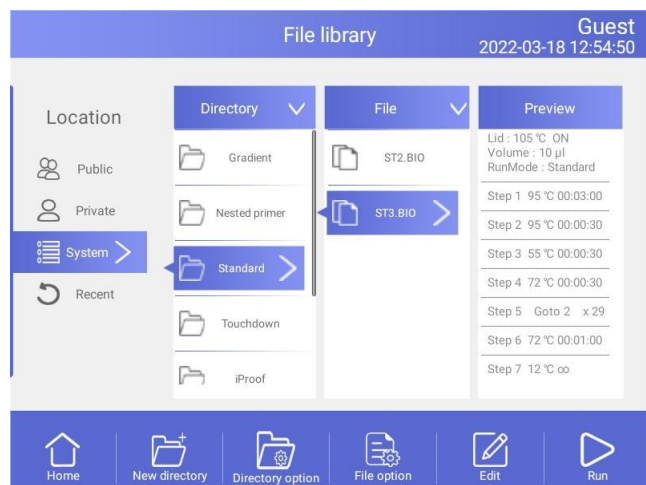 File library
Guest
2022-03-18 12:54:50
Location
Public
Private
System
Recent
Directory
Gradient
Nested primer
Standard
Touchdown
iProof
File
ST2.BIO
ST3.BIO
Preview
Lid : 105 ℃ ON
Volume : 10 µl
RunMode : Standard
Step 1 95 ℃ 00:03:00
Step 2 95 ℃ 00:00:30
Step 3 55 ℃ 00:00:30
Step 4 72 ℃ 00:00:30
Step 5 Goto 2 x 29
Step 6 72 ℃ 00:01:00
Step 7 12 ℃ ∞
Home
New directory
Directory option
File option
Edit
Run